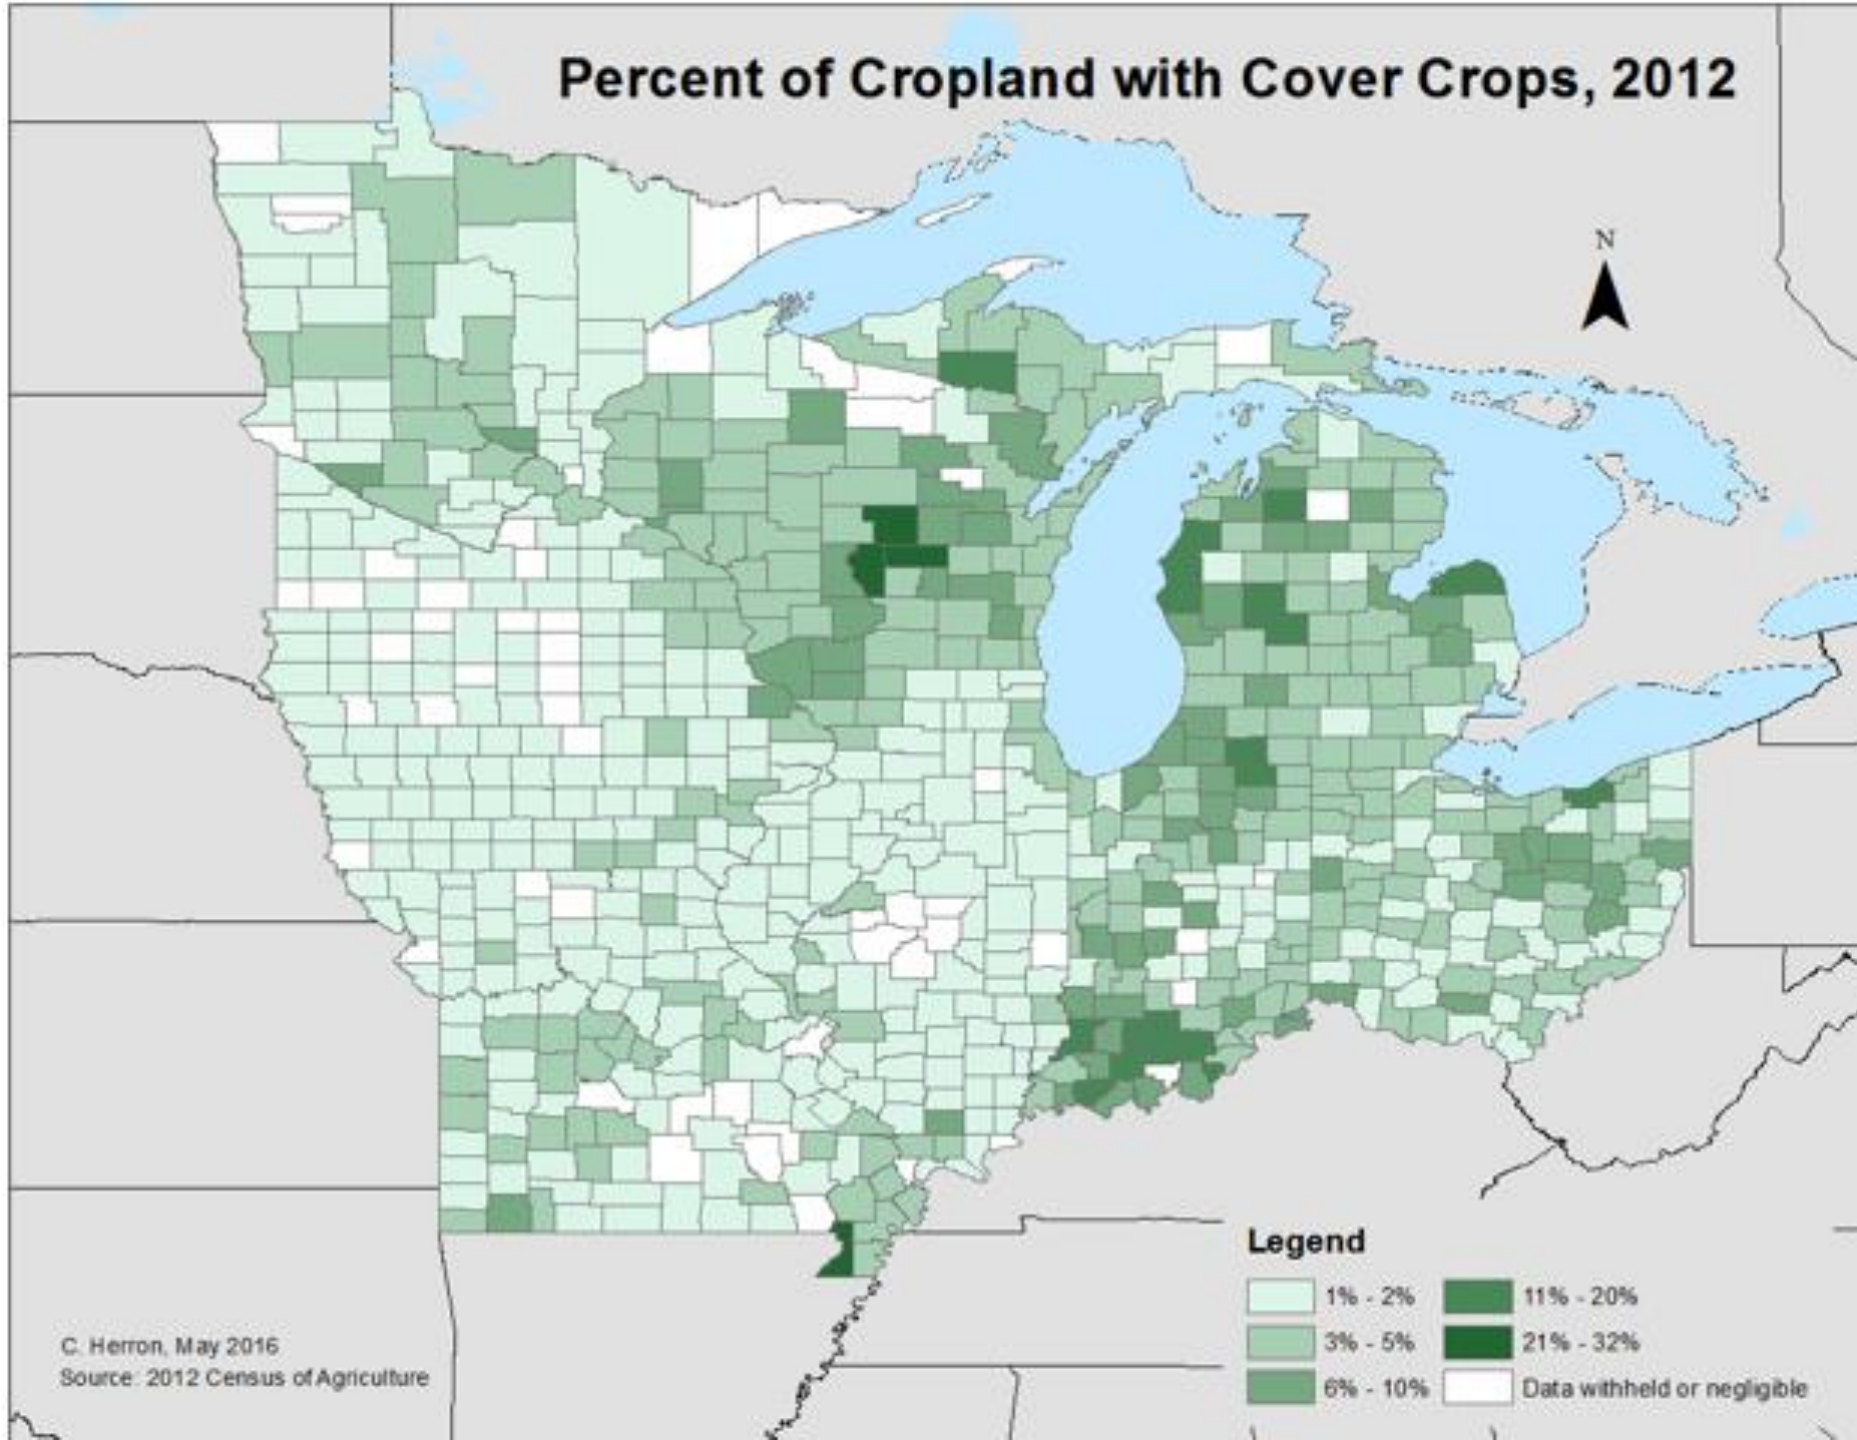 Percent of Cropland with Cover Crops, 2012
N
Legend
1% - 2%
11% - 20%
3% - 5%
21% - 32%
6% - 10%
Data withheld or negligible
C. Herron, May 2016
Source: 2012 Census of Agriculture